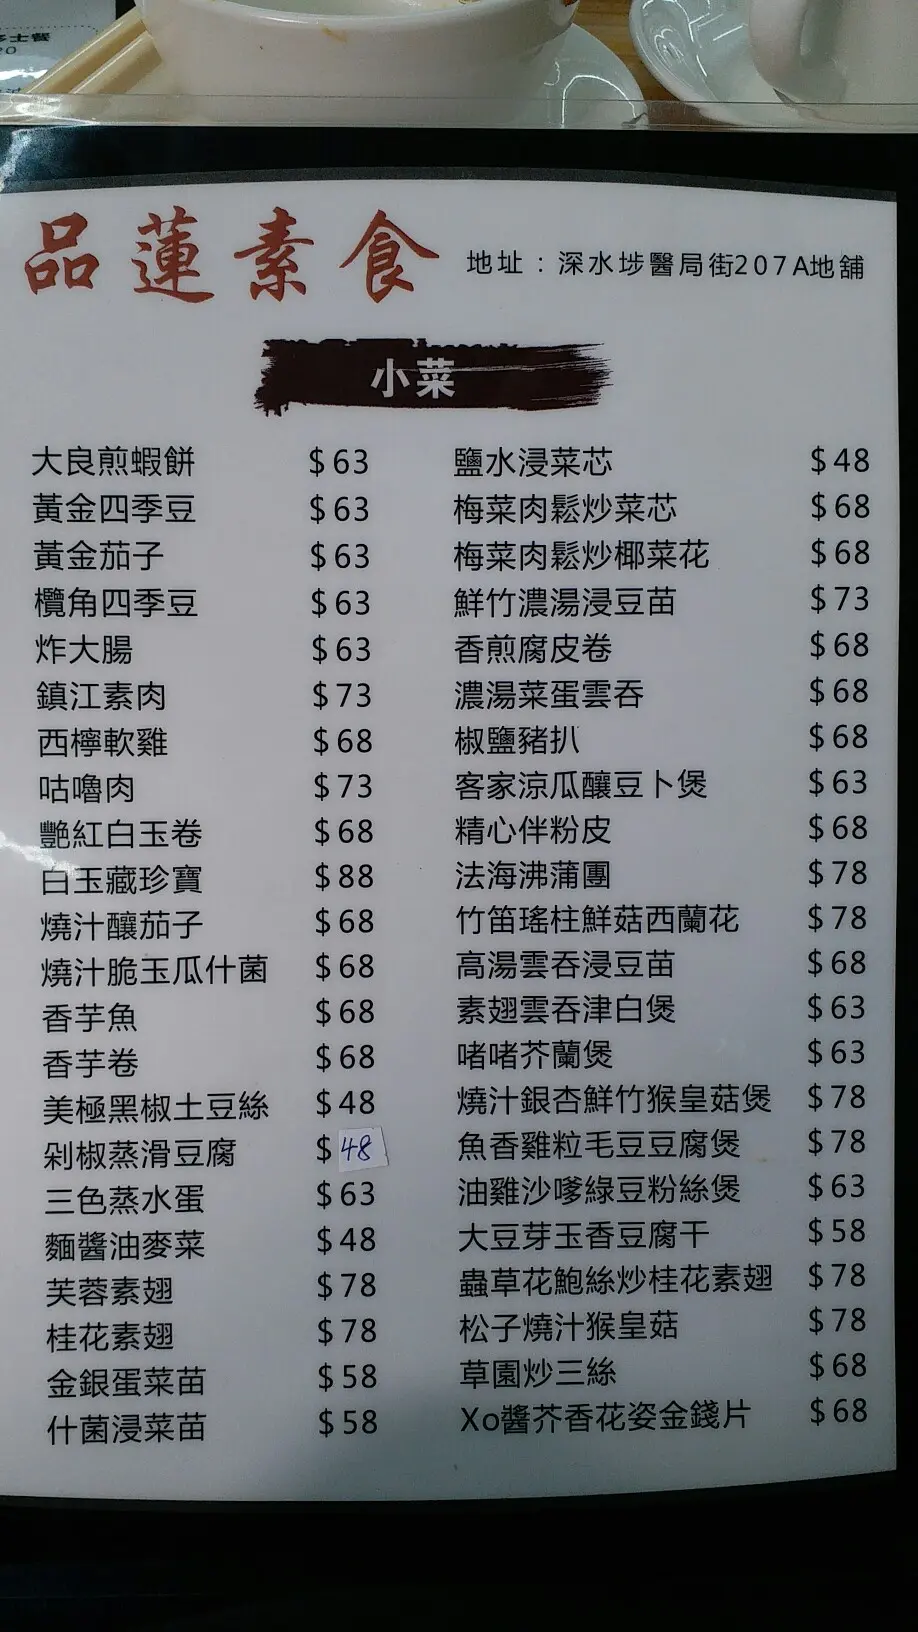 多士餐
品蓮素食
地址：深水埗醫局街207A地舖
小菜
大良煎蝦餅 $63
黃金四季豆 $63
黃金茄子 $63
欖角四季豆 $63
炸大腸 $63
鎮江素肉 $73
西檸軟雞 $68
咕嚕肉 $73
艷紅白玉卷 $68
白玉藏珍寶 $88
燒汁釀茄子 $68
燒汁脆玉瓜什菌 $68
香芋魚 $68
香芋卷 $68
美極黑椒土豆絲 $48
剁椒蒸滑豆腐 $48
三色蒸水蛋 $63
麵醬油麥菜 $48
芙蓉素翅 $78
桂花素翅 $78
金銀蛋菜苗 $58
什菌浸菜苗 $58
鹽水浸菜芯 $48
梅菜肉鬆炒菜芯 $68
梅菜肉鬆炒椰菜花 $68
鮮竹濃湯浸豆苗 $73
香煎腐皮卷 $68
濃湯菜蛋雲吞 $68
椒鹽豬扒 $68
客家涼瓜釀豆卜煲 $63
精心伴粉皮 $68
法海沸蒲團 $78
竹笛瑤柱鮮菇西蘭花 $78
高湯雲吞浸豆苗 $68
素翅雲吞津白煲 $63
啫啫芥蘭煲 $63
燒汁銀杏鮮竹猴皇菇煲 $78
魚香雞粒毛豆豆腐煲 $78
油雞沙嗲綠豆粉絲煲 $63
大豆芽玉香豆腐干 $58
蟲草花鮑絲炒桂花素翅 $78
松子燒汁猴皇菇 $78
草園炒三絲 $68
Xo醬芥香花姿金錢片 $68